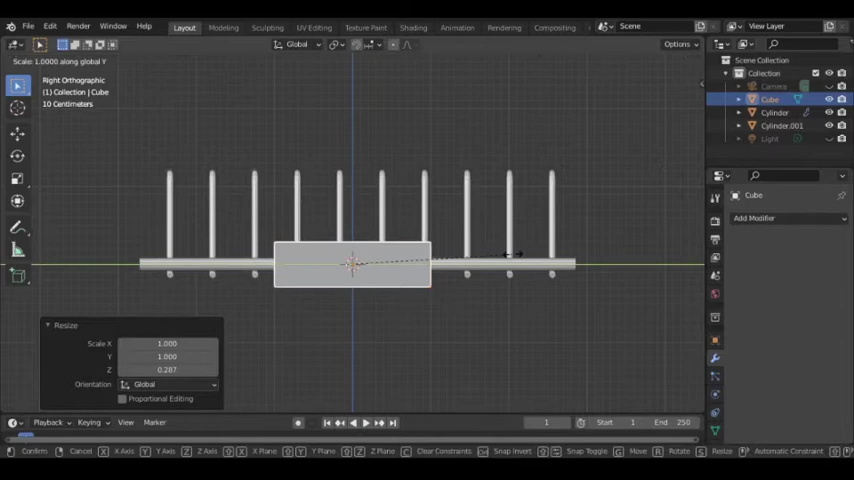 File Edit Render Window Help Layout Modeling Sculpting UV Editing Texture Paint Shading Animation Rendering Compositing Scene View Layer
Global Options
Scale: 1.0000 along global Y
Right Orthographic
(1) Collection | Cube
10 Centimeters
Scene Collection
Collection
Camera
Cube
Cylinder
Cylinder.001
Light
Cube
Add Modifier
Resize
Scale X 1.000
Y 1.000
Z 0.287
Orientation Global
Proportional Editing
Playback Keying View Marker 1 Start 1 End 250
Confirm Cancel X X Axis Y Y Axis Z Z Axis X X Plane Y Y Plane Z Z Plane C Clear Constraints Snap Invert Snap Toggle G Move R Rotate S Resize Automatic Constraint